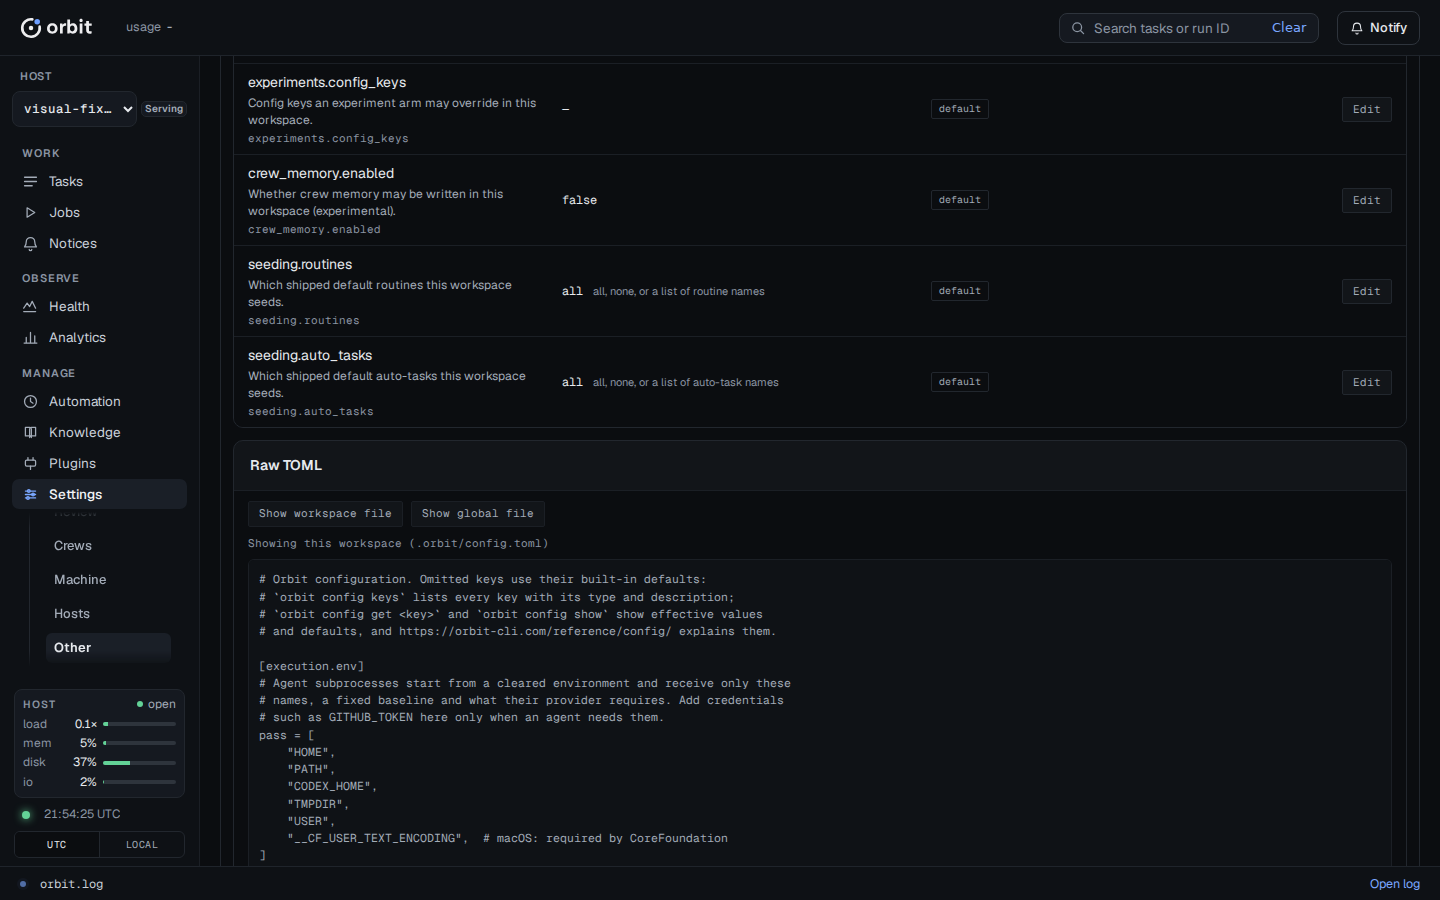 orbit
usage –
Search tasks or run ID
Clear
Notify
HOST
visual-fix…
Serving
WORK
Tasks
Jobs
Notices
OBSERVE
Health
Analytics
MANAGE
Automation
Knowledge
Plugins
Settings
Crews
Machine
Hosts
Other
HOST
open
load 0.1×
mem 5%
disk 37%
io 2%
21:54:25 UTC
UTC
LOCAL
experiments.config_keys
Config keys an experiment arm may override in this
workspace.
experiments.config_keys
—
default
Edit
crew_memory.enabled
Whether crew memory may be written in this
workspace (experimental).
crew_memory.enabled
false
default
Edit
seeding.routines
Which shipped default routines this workspace
seeds.
seeding.routines
all all, none, or a list of routine names
default
Edit
seeding.auto_tasks
Which shipped default auto-tasks this workspace
seeds.
seeding.auto_tasks
all all, none, or a list of auto-task names
default
Edit
Raw TOML
Show workspace file
Show global file
Showing this workspace (.orbit/config.toml)
# Orbit configuration. Omitted keys use their built-in defaults:
# `orbit config keys` lists every key with its type and description;
# `orbit config get <key>` and `orbit config show` show effective values
# and defaults, and https://orbit-cli.com/reference/config/ explains them.
[execution.env]
# Agent subprocesses start from a cleared environment and receive only these
# names, a fixed baseline and what their provider requires. Add credentials
# such as GITHUB_TOKEN here only when an agent needs them.
pass = [
"HOME",
"PATH",
"CODEX_HOME",
"TMPDIR",
"USER",
"__CF_USER_TEXT_ENCODING",  # macOS: required by CoreFoundation
]
orbit.log
Open log